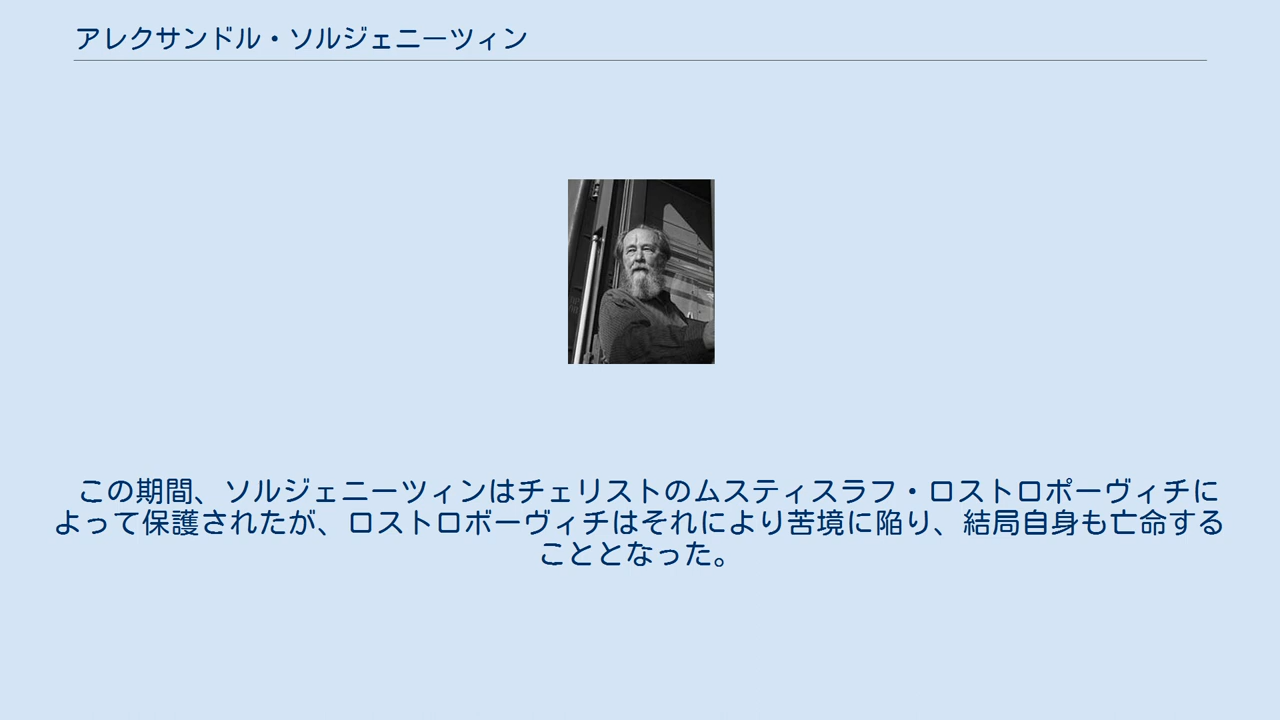 アレクサンドル・ソルジェニーツィン
この期間、ソルジェニーツィンはチェリストのムスティスラフ・ロストロポーヴィチに
よって保護されたが、ロストロポーヴィチはそれにより苦境に陥り、結局自身も亡命する
こととなった。